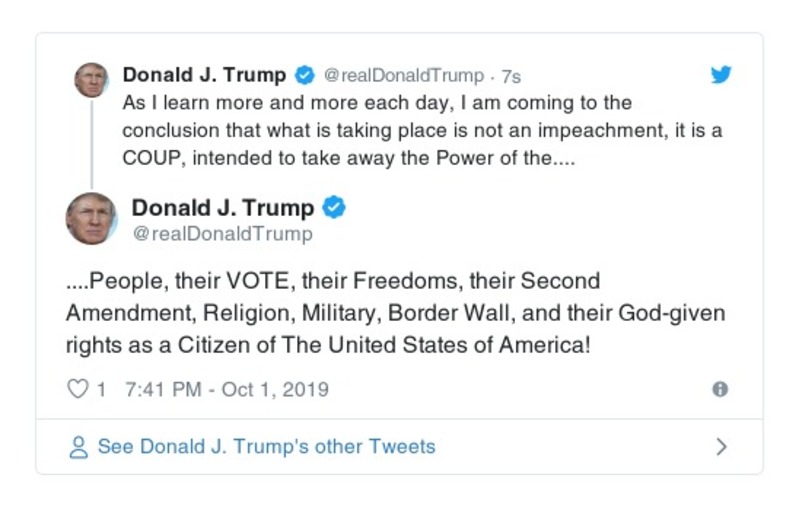 Donald J. Trump @realDonaldTrump · 7s
As I learn more and more each day, I am coming to the
conclusion that what is taking place is not an impeachment, it is a
COUP, intended to take away the Power of the....
Donald J. Trump
@realDonaldTrump
....People, their VOTE, their Freedoms, their Second
Amendment, Religion, Military, Border Wall, and their God-given
rights as a Citizen of The United States of America!
1 7:41 PM - Oct 1, 2019
See Donald J. Trump's other Tweets